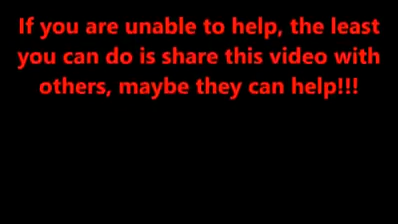 If you are unable to help, the least
you can do is share this video with
others, maybe they can help!!!